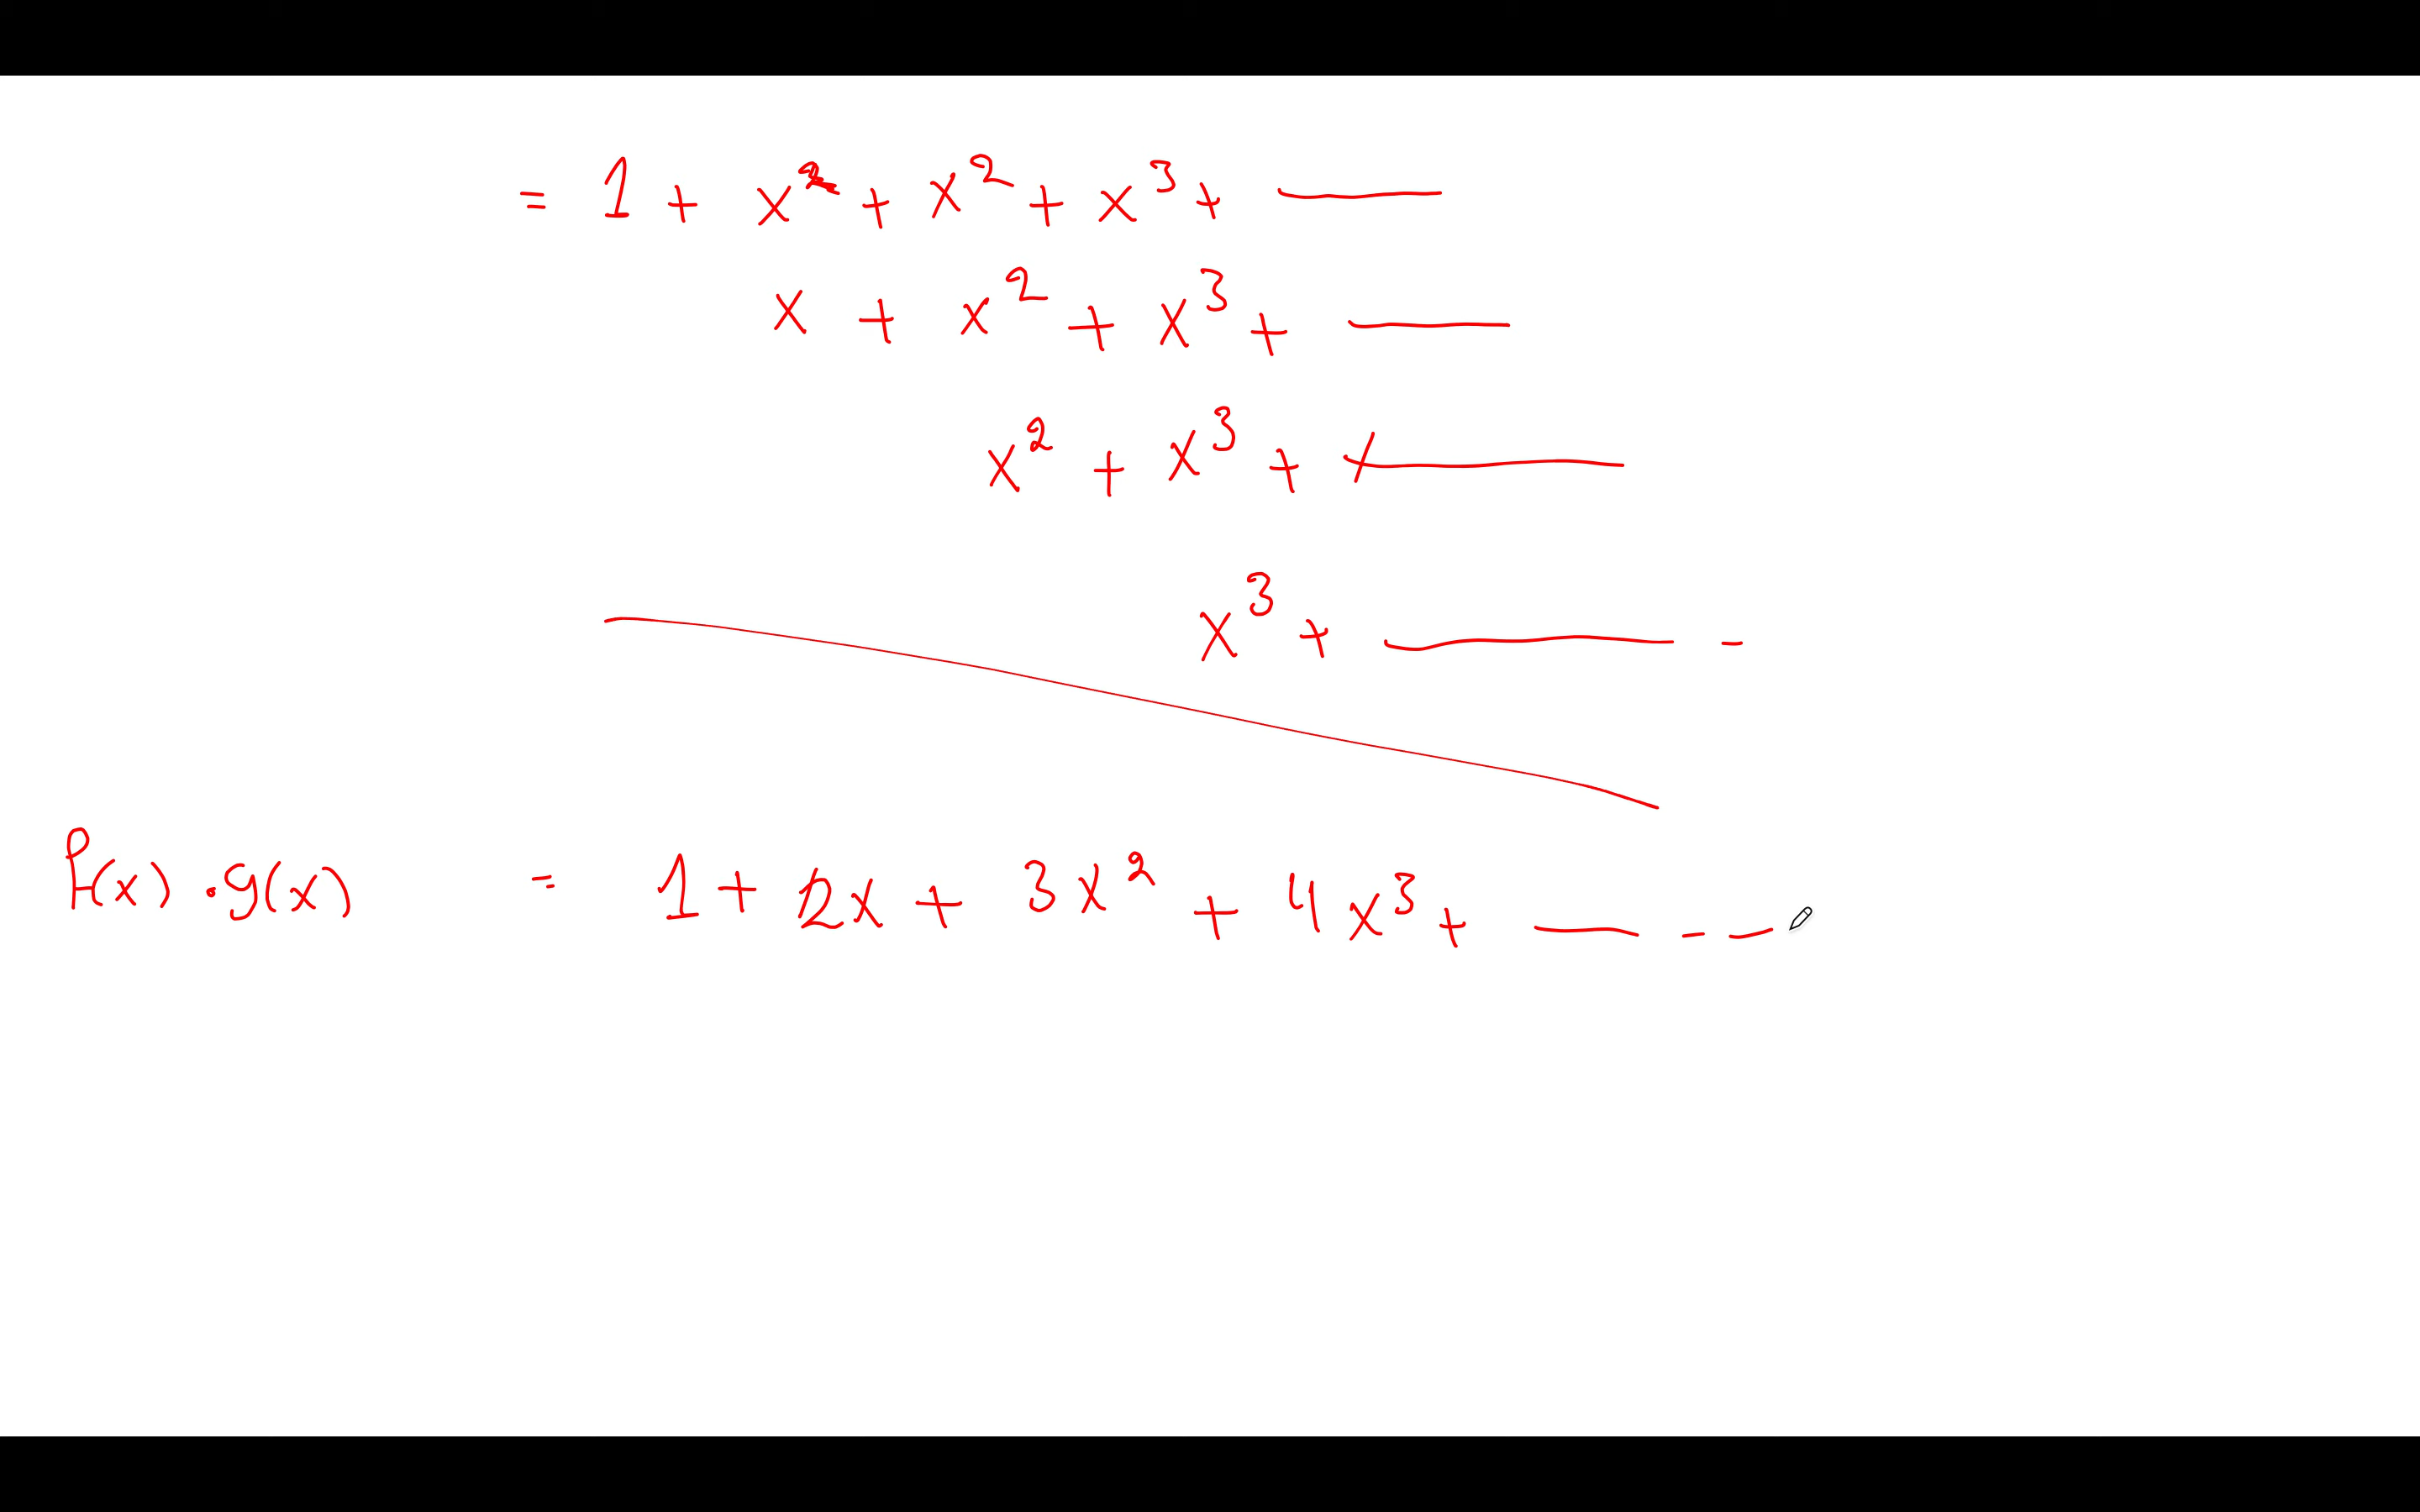 = 1 + x + x² + x³ + ——
x + x² + x³ + ——
x² + x³ + + ——
x³ + —— -
f(x) . g(x) = 1 + 2x + 3x² + 4x³ + —— - -